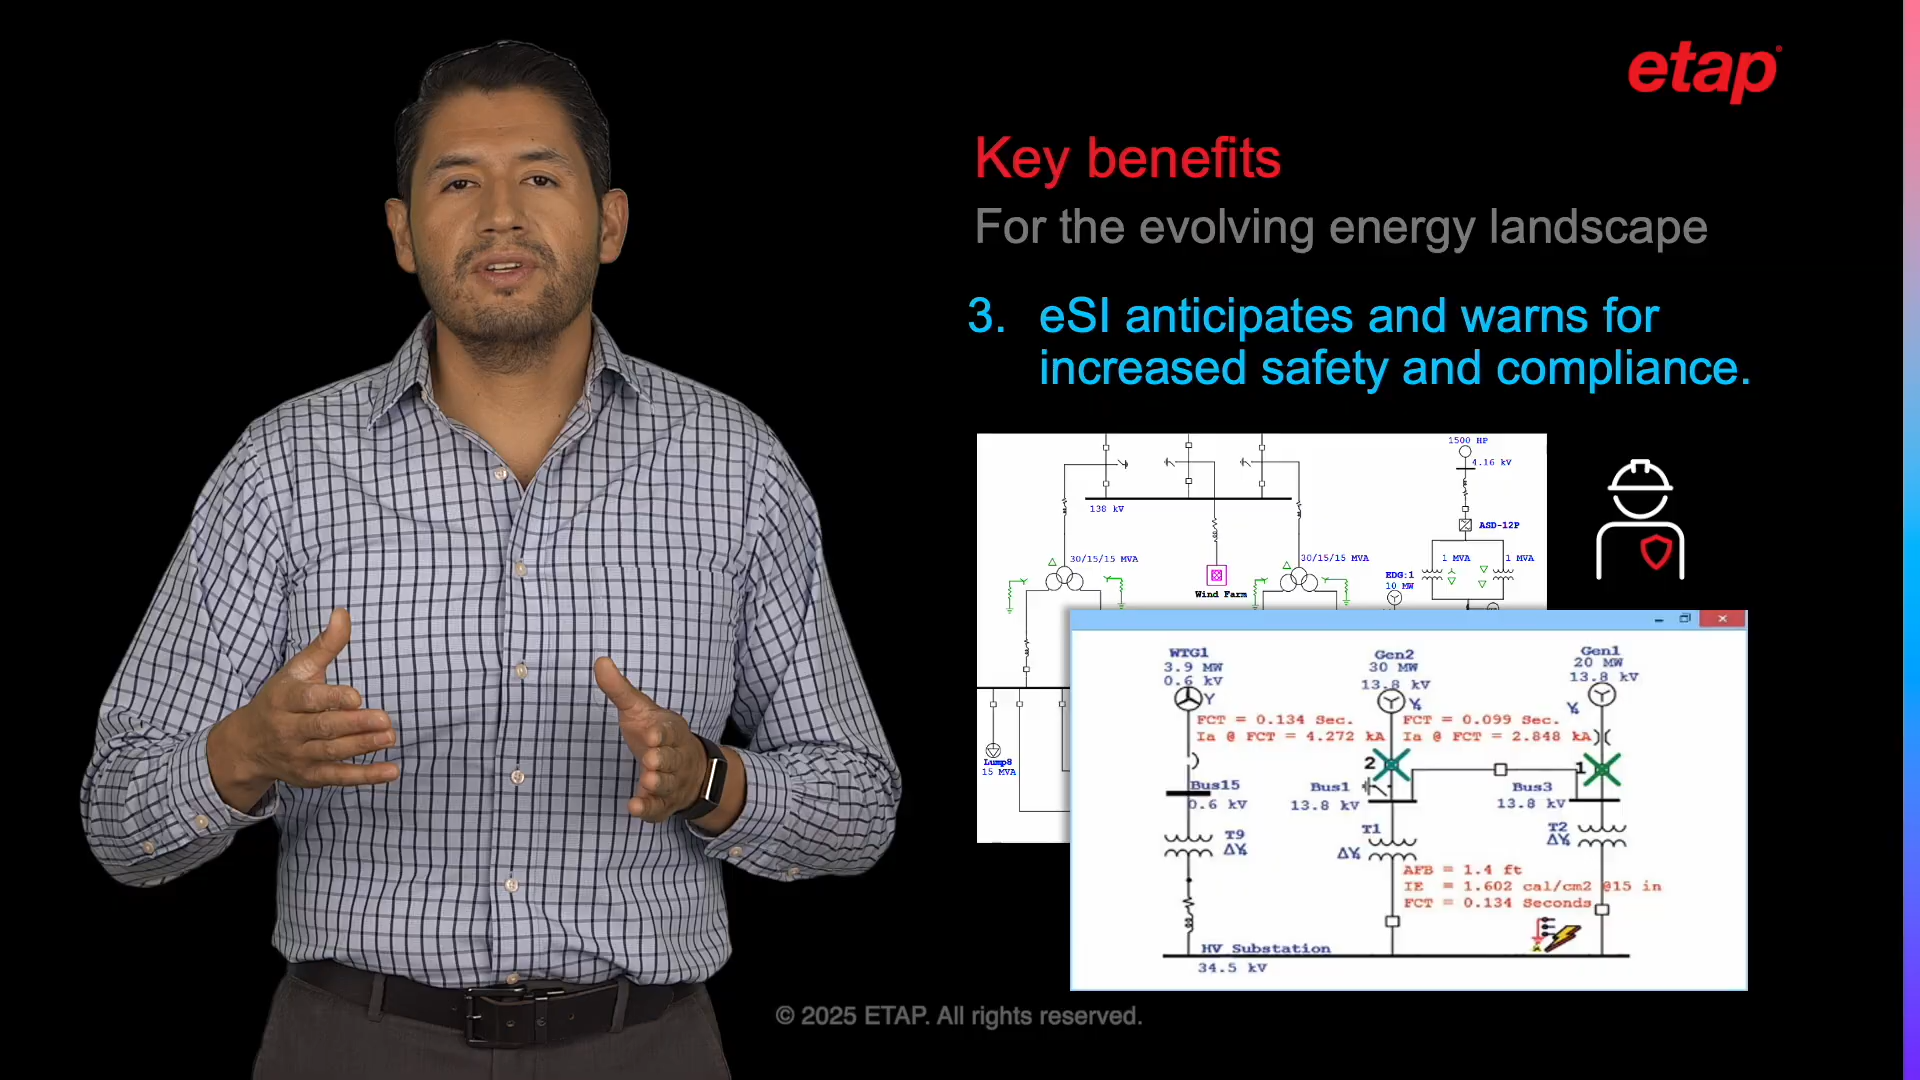 etap
Key benefits
For the evolving energy landscape
3. eSI anticipates and warns for
increased safety and compliance.
1500 HP
4.16 kV
138 kV
ASD-12P
30/15/15 MVA
30/15/15 MVA
1 MVA
1 MVA
EDG:1
10 MW
Wind Farm
Lump8
15 MVA
WTG1
3.9 MW
0.6 kV
Gen2
30 MW
13.8 kV
Gen1
20 MW
13.8 kV
FCT = 0.134 Sec.
Ia @ FCT = 4.272 kA
FCT = 0.099 Sec.
Ia @ FCT = 2.848 kA
2
1
Bus15
0.6 kV
Bus1
13.8 kV
Bus3
13.8 kV
T9
ΔY
T1
ΔY
T2
ΔY
AFB = 1.4 ft
IE = 1.602 cal/cm2 @15 in
FCT = 0.134 Seconds
HV Substation
34.5 kV
© 2025 ETAP. All rights reserved.